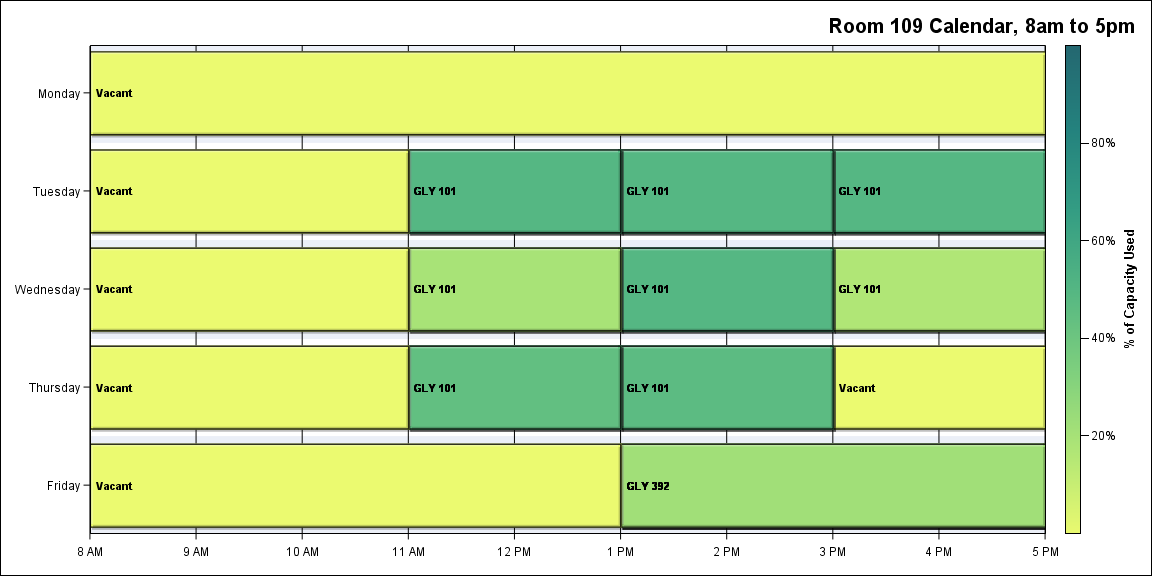 Room 109 Calendar, 8am to 5pm
Monday
Vacant
Tuesday
Vacant
GLY 101
GLY 101
GLY 101
Wednesday
Vacant
GLY 101
GLY 101
GLY 101
Thursday
Vacant
GLY 101
GLY 101
Vacant
Friday
Vacant
GLY 392
8 AM
9 AM
10 AM
11 AM
12 PM
1 PM
2 PM
3 PM
4 PM
5 PM
80%
60%
40%
20%
% of Capacity Used